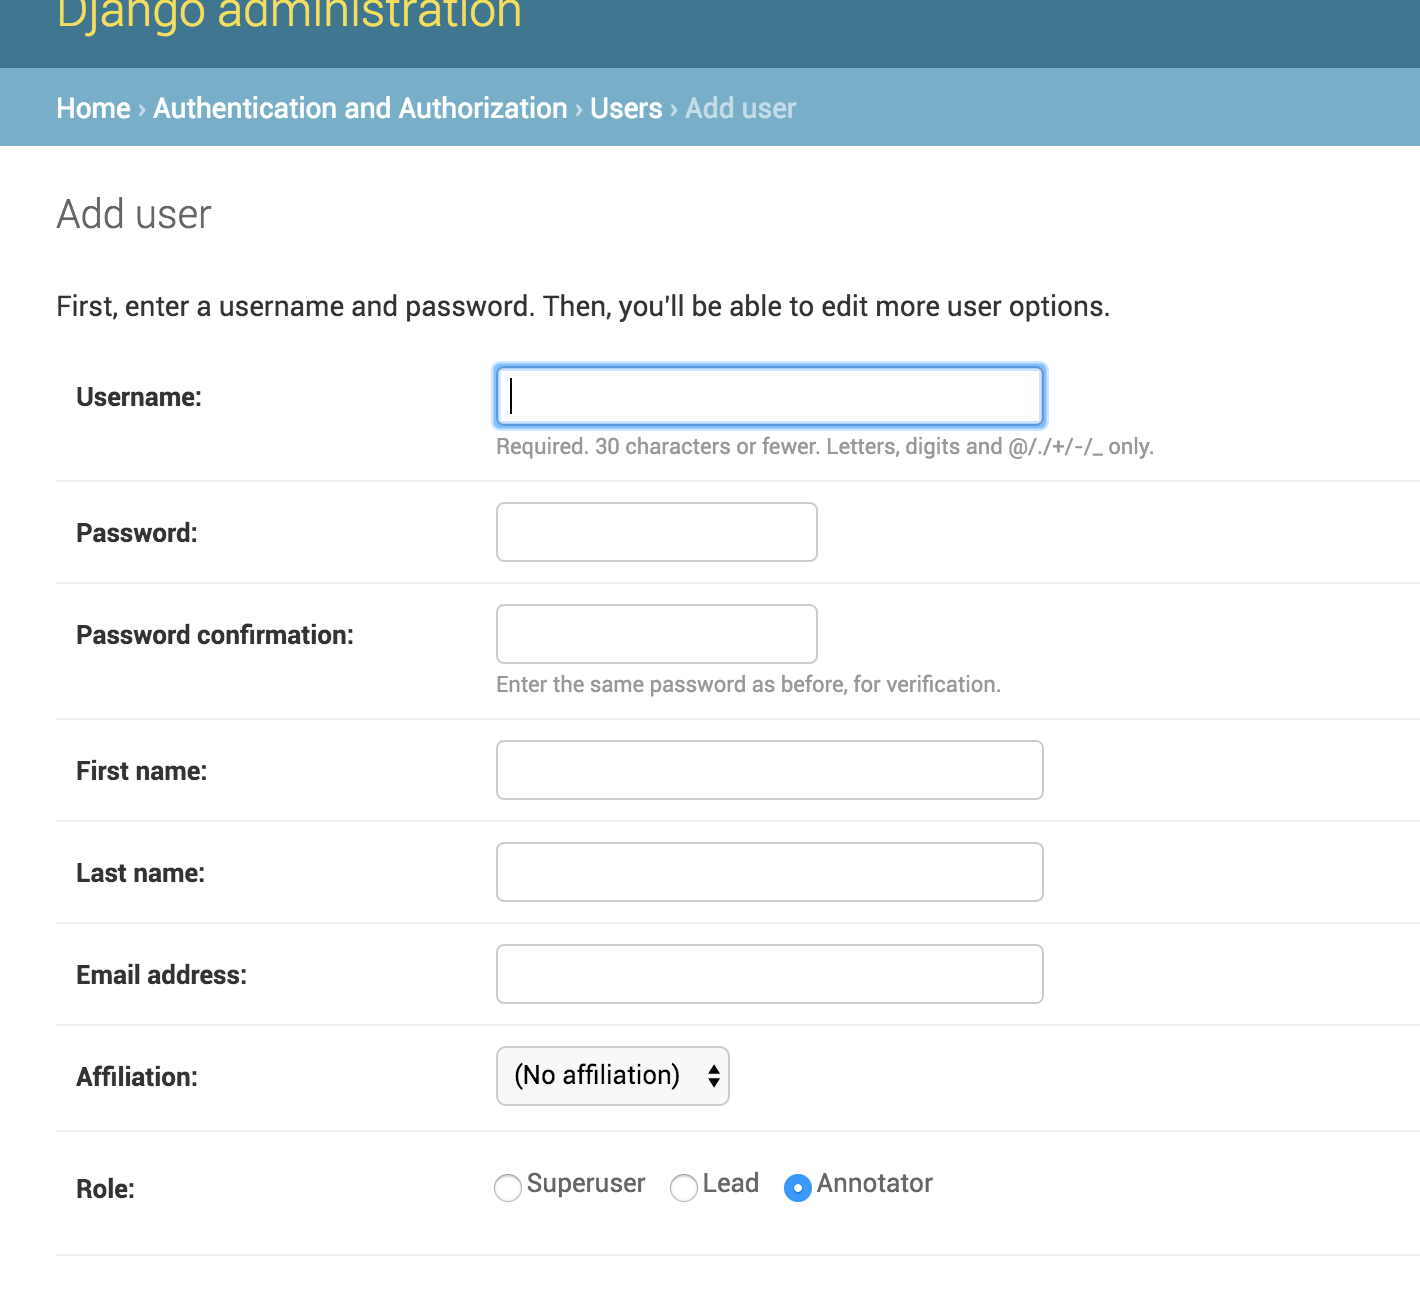 Django administration
Home › Authentication and Authorization › Users › Add user
Add user
First, enter a username and password. Then, you'll be able to edit more user options.
Username:
Required. 30 characters or fewer. Letters, digits and @/./+/-/_ only.
Password:
Password confirmation:
Enter the same password as before, for verification.
First name:
Last name:
Email address:
Affiliation: (No affiliation)
Role: Superuser Lead Annotator